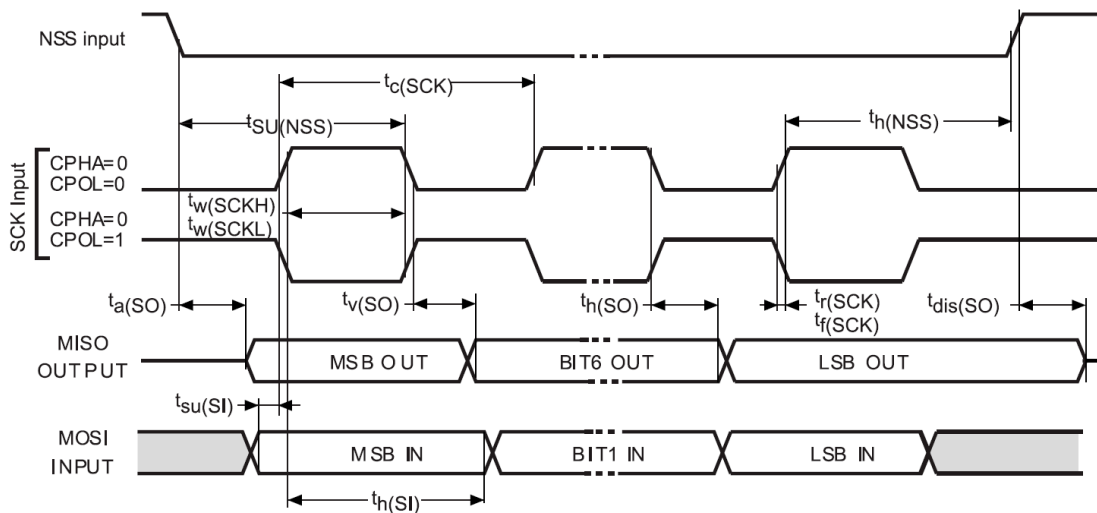 NSS input
tc(SCK)
tSU(NSS)
th(NSS)
SCK Input
CPHA=0
CPOL=0
tw(SCKH)
CPHA=0
tw(SCKL)
CPOL=1
ta(SO)
tv(SO)
th(SO)
tr(SCK)
tf(SCK)
tdis(SO)
MISO
OUTPUT
MSB OUT
BIT6 OUT
LSB OUT
tsu(SI)
MOSI
INPUT
MSB IN
BIT1 IN
LSB IN
th(SI)